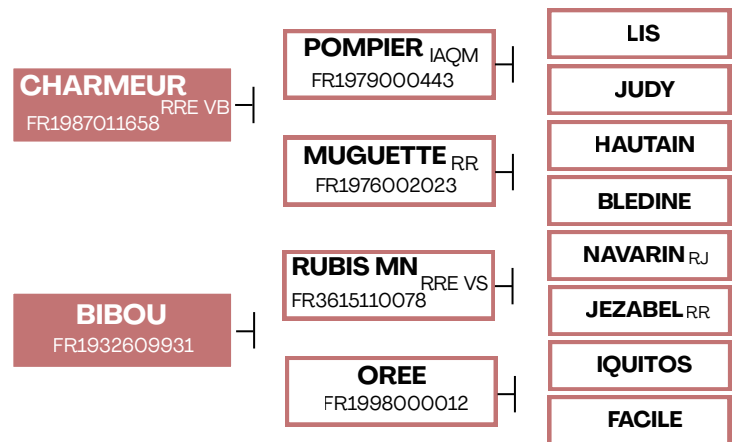 CHARMEUR RRE VB
FR1987011658
BIBOU
FR1932609931
POMPIER IAQM
FR1979000443
MUGUETTE RR
FR1976002023
RUBIS MN RRE VS
FR3615110078
OREE
FR1998000012
LIS
JUDY
HAUTAIN
BLEDINE
NAVARIN RJ
JEZABEL RR
IQUITOS
FACILE